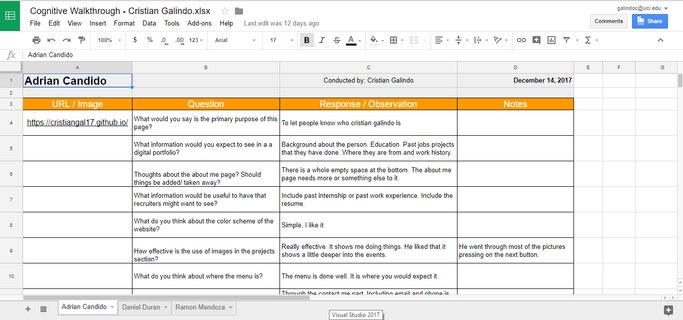 Cognitive Walkthrough - Cristian Galindo.xlsx
galindoc@uci.edu
File Edit View Insert Format Data Tools Add-ons Help Last edit was 12 days ago
Comments Share
100% $ % .0 .00 123 Arial 17 B I S A
fx Adrian Candido
A B C D E F G
1 Adrian Candido Conducted by: Cristian Galindo December 14, 2017
2
3 URL / Image Question Response / Observation Notes
4 https://cristiangal17.github.io/ What would you say is the primary purpose of this
page? To let people know who cristian galindo is
5 What information would you expect to see in a a
digital portfolio?
Background about the person. Education. Past jobs projects
that they have done. Where they are from and work history.
6 Thoughts about the about me page? Should
things be added/ taken away?
There is a whole empty space at the bottom. The about me
page needs more or something else to it.
7 What information would be useful to have that
recruiters might want to see?
Include past internship or past work experience. Include the
resume.
8 What do you think about the color scheme of the
website?
Simple, I like it
9 How effective is the use of images in the projects
section?
Really effective. It shows me doing things. He liked that it
shows a little deeper into the events.
He went through most of the pictures
pressing on the next button.
10 What do you think about where the menu is? The menu is done well. It is where you would expect it
Through the contact me part. Including email and phone is
Adrian Candido Daniel Duran Ramon Mendoza
Visual Studio 2017